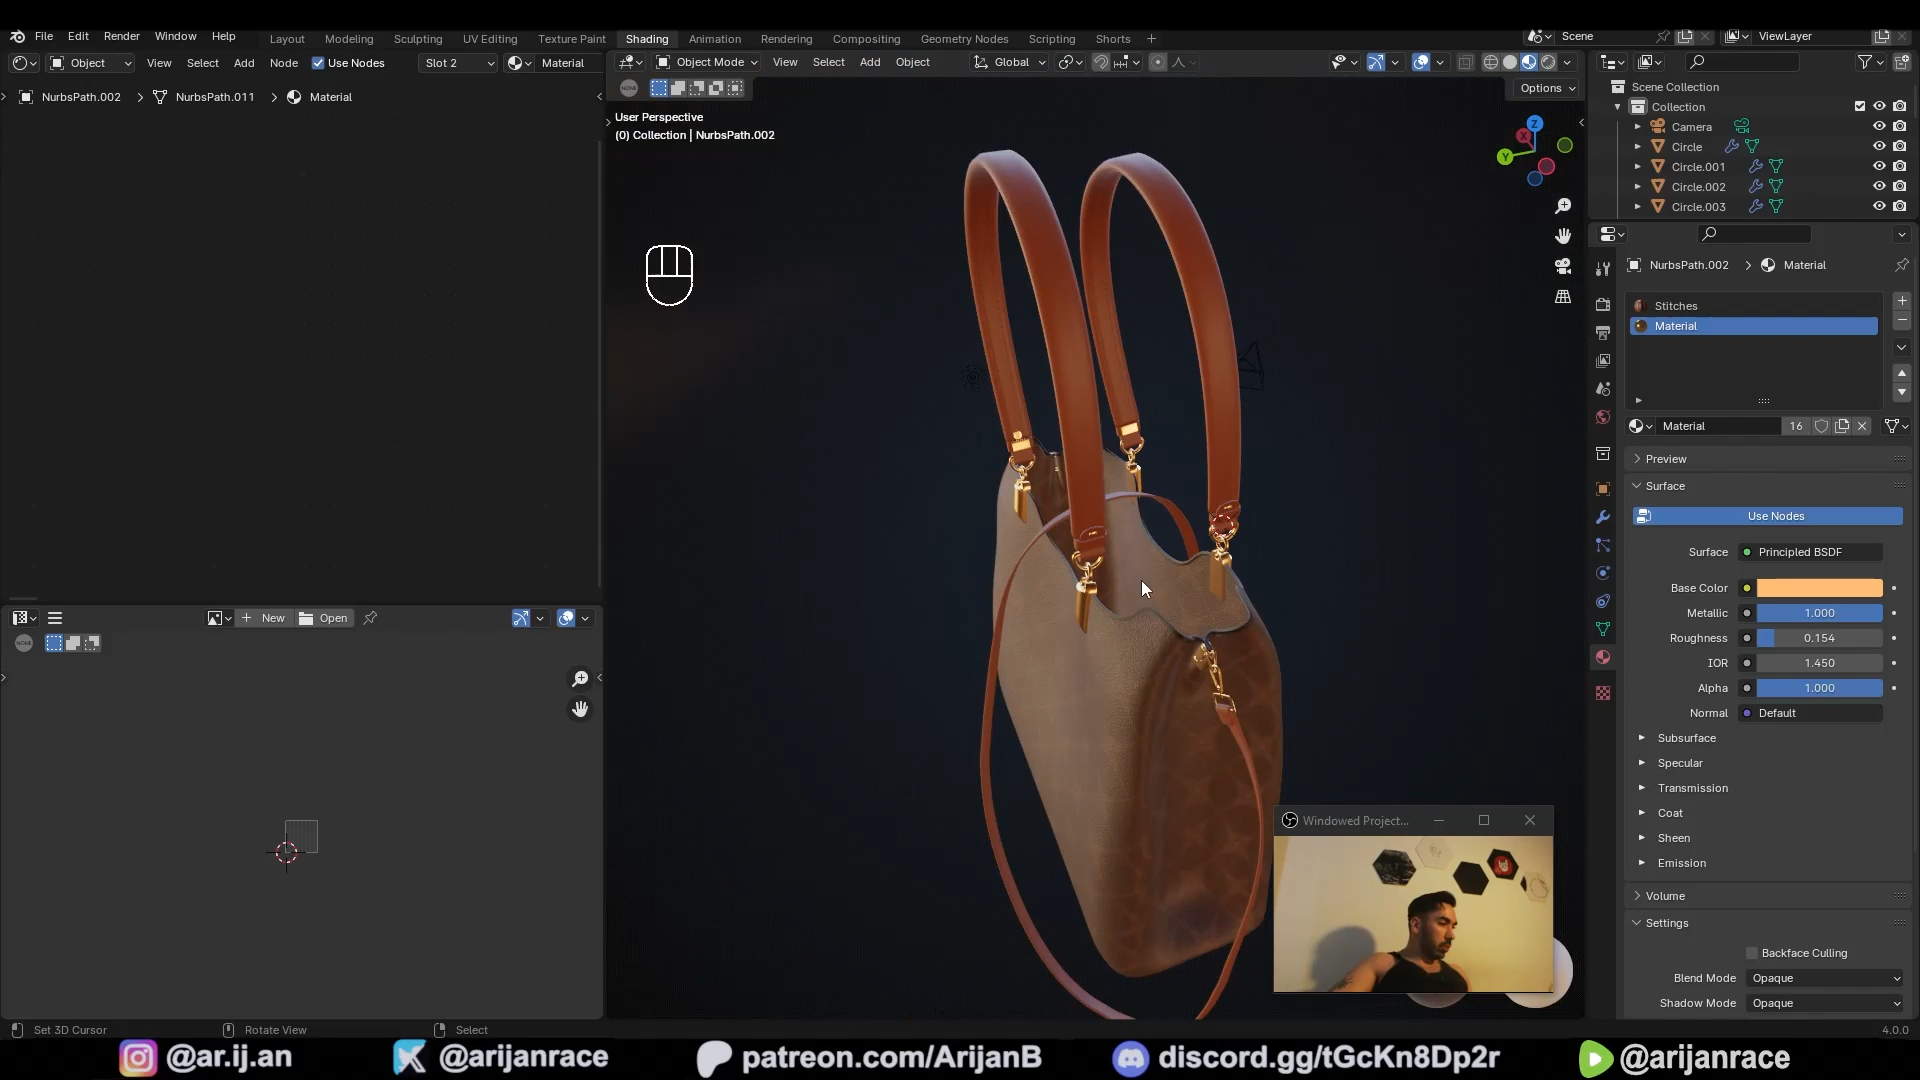 File Edit Render Window Help
Layout Modeling Sculpting UV Editing Texture Paint Shading Animation Rendering Compositing Geometry Nodes Scripting Shorts
Scene
ViewLayer
Object View Select Add Node Use Nodes Slot 2 Material
NurbsPath.002 > NurbsPath.011 > Material
Object Mode View Select Add Object Global
Options
User Perspective
(0) Collection | NurbsPath.002
Z
X
Y
Scene Collection
Collection
Camera
Circle
Circle.001
Circle.002
Circle.003
NurbsPath.002 > Material
Stitches
Material
Material 16
Preview
Surface
Use Nodes
Surface Principled BSDF
Base Color
Metallic 1.000
Roughness 0.154
IOR 1.450
Alpha 1.000
Normal Default
Subsurface
Specular
Transmission
Coat
Sheen
Emission
Volume
Settings
Backface Culling
Blend Mode Opaque
Shadow Mode Opaque
New Open
Windowed Project...
Set 3D Cursor
Rotate View
Select
4.0.0
@ar.ij.an
@arijanrace
patreon.com/ArijanB
discord.gg/tGcKn8Dp2r
@arijanrace